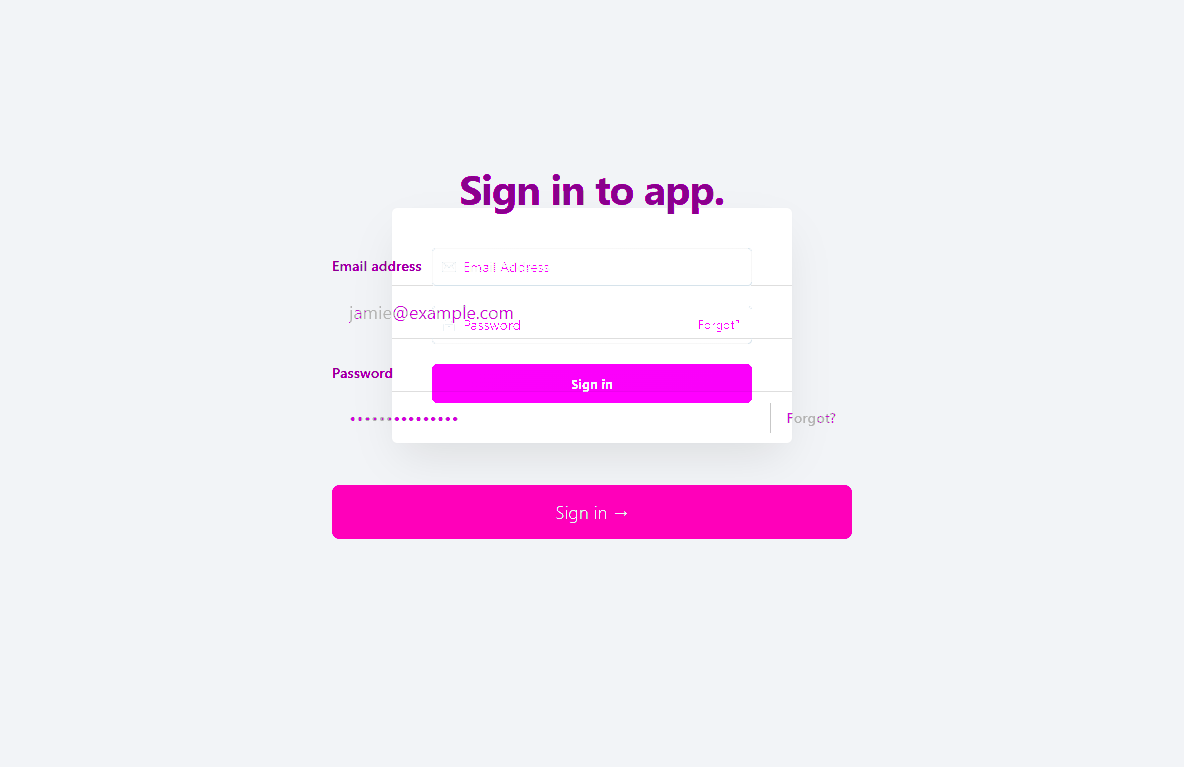 Sign in to app.
Email address
Email Address
jamie@example.com
Password
Forgot?
Password
Sign in
••••••••••••••• Forgot?
Sign in →